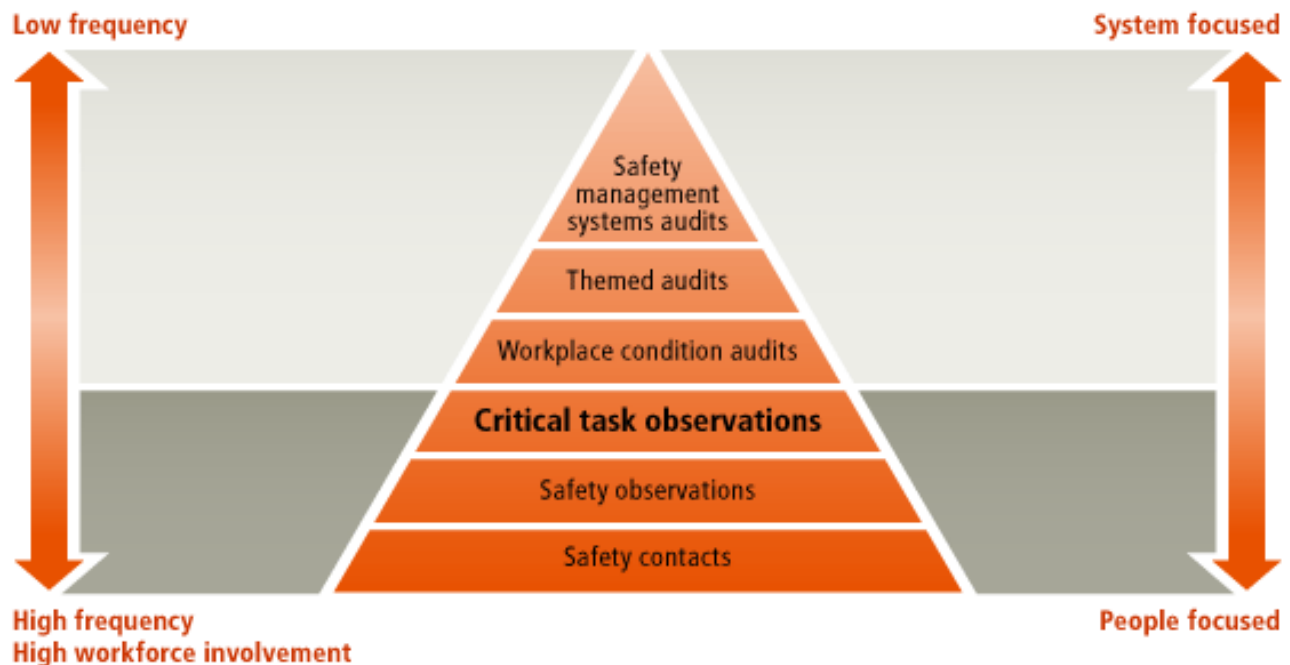 Low frequency
System focused
Safety
management
systems audits
Themed audits
Workplace condition audits
Critical task observations
Safety observations
Safety contacts
High frequency
High workforce involvement
People focused